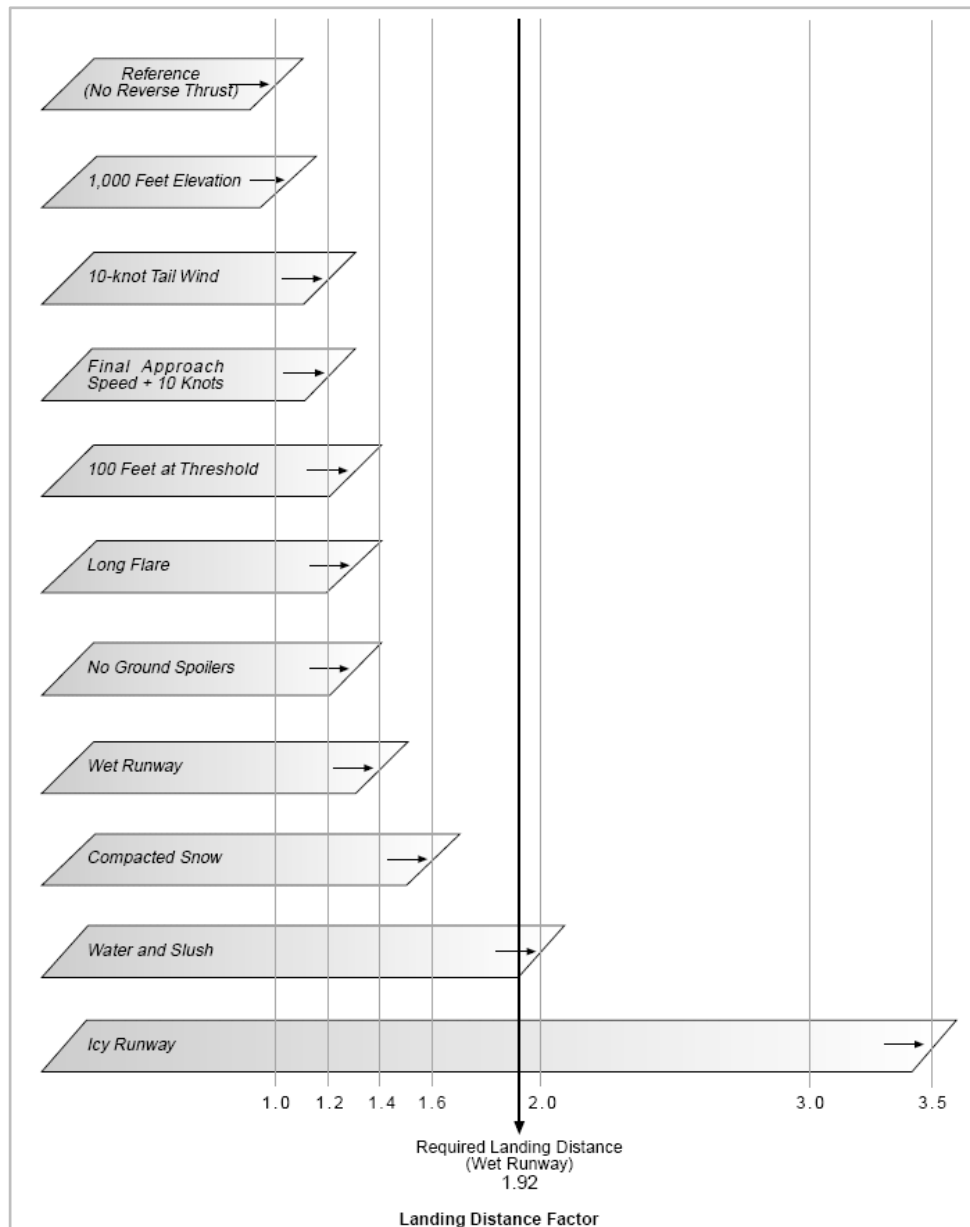 Reference
(No Reverse Thrust)
1,000 Feet Elevation
10-knot Tail Wind
Final Approach
Speed + 10 Knots
100 Feet at Threshold
Long Flare
No Ground Spoilers
Wet Runway
Compacted Snow
Water and Slush
Icy Runway
1.0 1.2 1.4 1.6 2.0 3.0 3.5
Required Landing Distance
(Wet Runway)
1.92
Landing Distance Factor